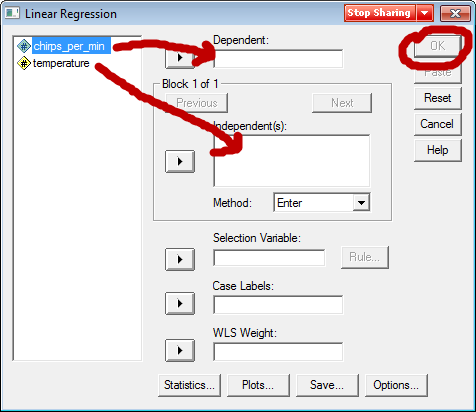 Linear Regression
Stop Sharing
chirps_per_min
temperature
Dependent:
OK
Paste
Reset
Cancel
Help
Block 1 of 1
Previous
Next
Independent(s):
Method:
Enter
Selection Variable:
Rule...
Case Labels:
WLS Weight:
Statistics...
Plots...
Save...
Options...